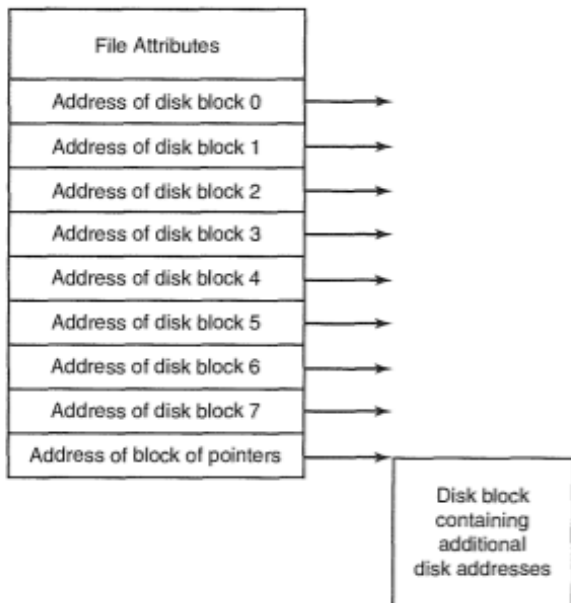 File Attributes
Address of disk block 0
Address of disk block 1
Address of disk block 2
Address of disk block 3
Address of disk block 4
Address of disk block 5
Address of disk block 6
Address of disk block 7
Address of block of pointers
Disk block
containing
additional
disk addresses